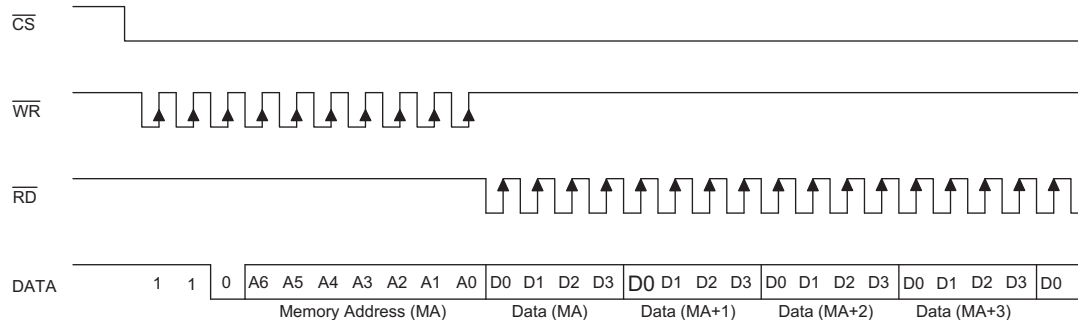 CS
WR
RD
DATA 1 1 0 A6 A5 A4 A3 A2 A1 A0 D0 D1 D2 D3 D0 D1 D2 D3 D0 D1 D2 D3 D0 D1 D2 D3 D0
Memory Address (MA) Data (MA) Data (MA+1) Data (MA+2) Data (MA+3)